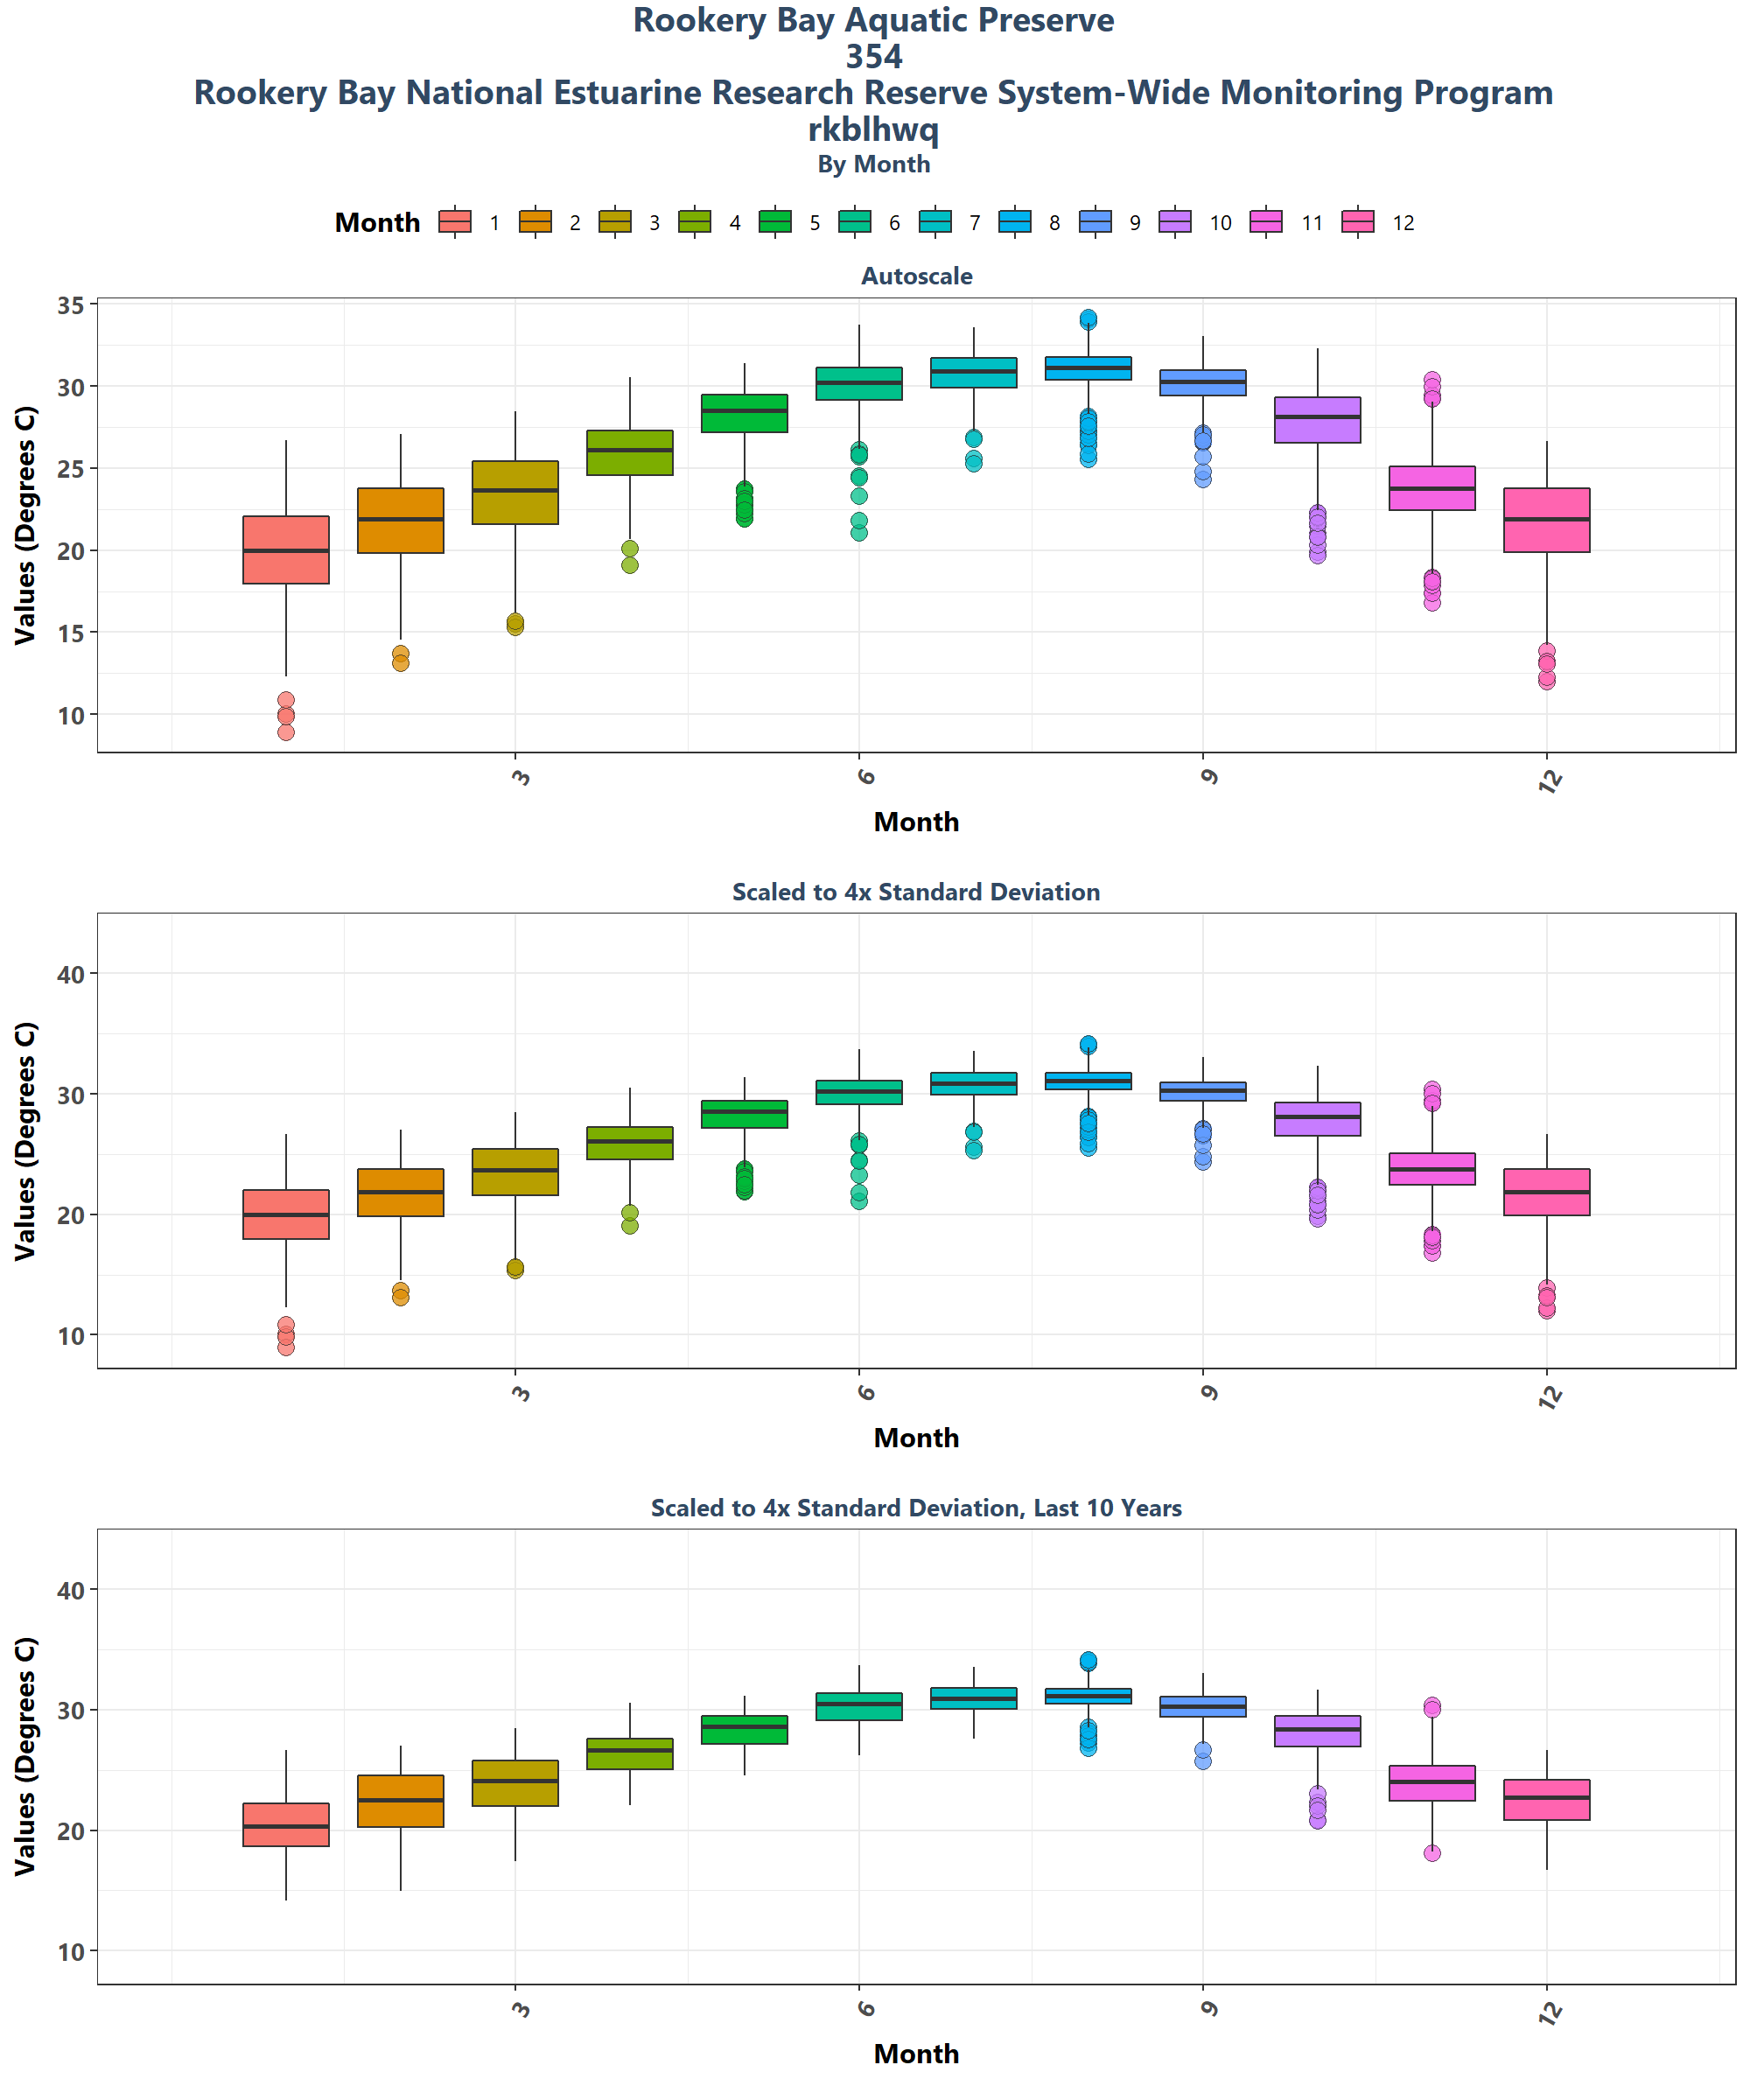 Rookery Bay Aquatic Preserve
354
Rookery Bay National Estuarine Research Reserve System-Wide Monitoring Program
rkblhwq
By Month
Month 1 2 3 4 5 6 7 8 9 10 11 12
Autoscale
Values (Degrees C)
35
30
25
20
15
10
3 6 9 12
Month
Scaled to 4x Standard Deviation
Values (Degrees C)
40
30
20
10
3 6 9 12
Month
Scaled to 4x Standard Deviation, Last 10 Years
Values (Degrees C)
40
30
20
10
3 6 9 12
Month